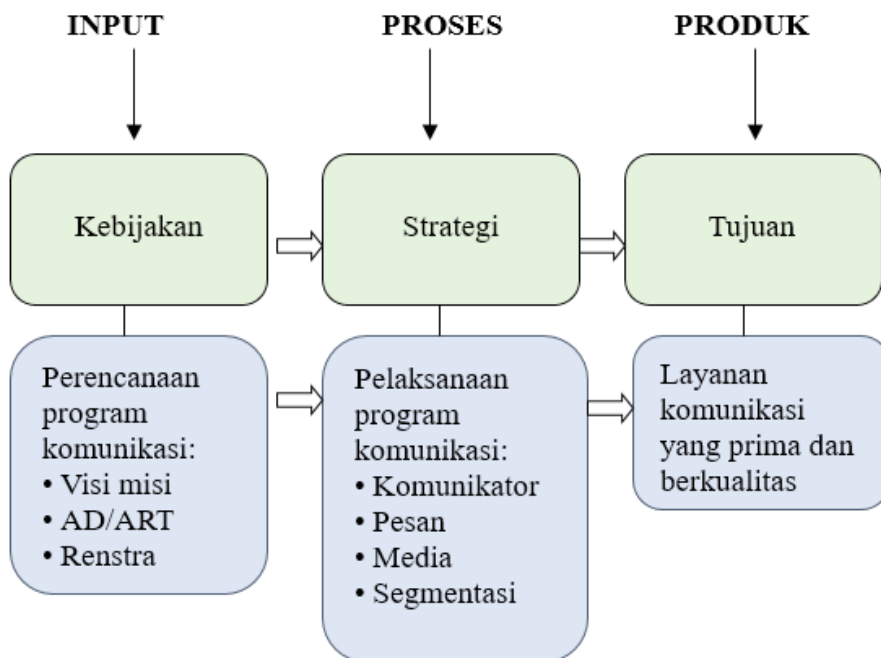 INPUT
PROSES
PRODUK
Kebijakan
Strategi
Tujuan
Perencanaan
program
komunikasi:
• Visi misi
• AD/ART
• Renstra
Pelaksanaan
program
komunikasi:
• Komunikator
• Pesan
• Media
• Segmentasi
Layanan
komunikasi
yang prima dan
berkualitas